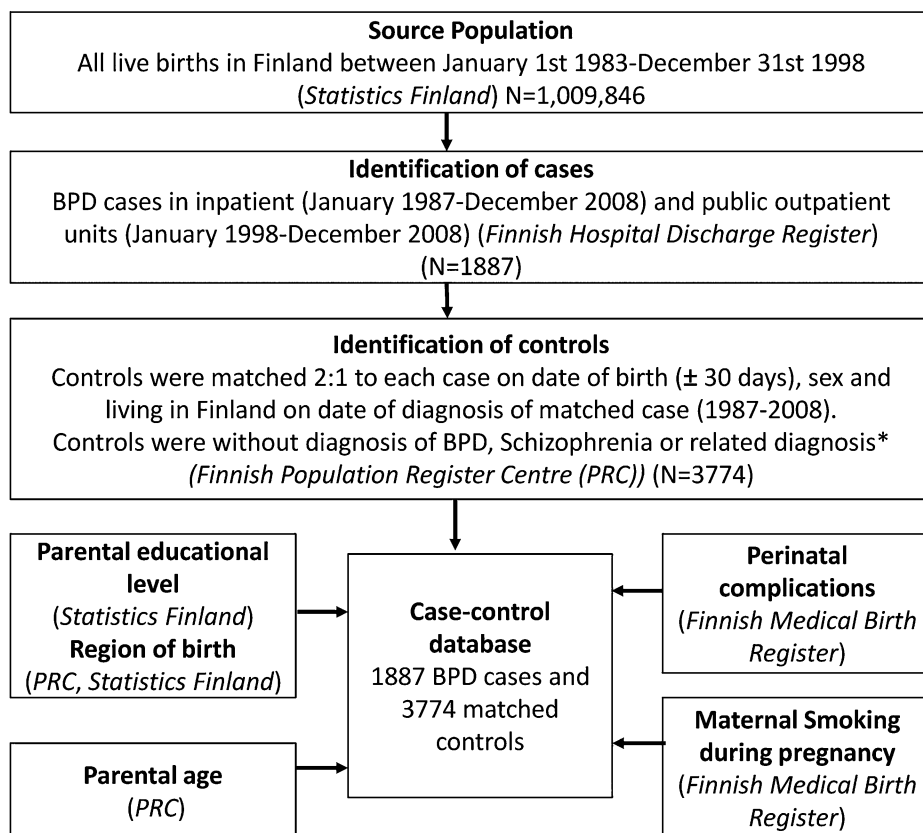 Source Population
All live births in Finland between January 1st 1983-December 31st 1998
(Statistics Finland) N=1,009,846
Identification of cases
BPD cases in inpatient (January 1987-December 2008) and public outpatient
units (January 1998-December 2008) (Finnish Hospital Discharge Register)
(N=1887)
Identification of controls
Controls were matched 2:1 to each case on date of birth (± 30 days), sex and
living in Finland on date of diagnosis of matched case (1987-2008).
Controls were without diagnosis of BPD, Schizophrenia or related diagnosis*
(Finnish Population Register Centre (PRC)) (N=3774)
Parental educational
level
(Statistics Finland)
Region of birth
(PRC, Statistics Finland)
Parental age
(PRC)
Case-control
database
1887 BPD cases and
3774 matched
controls
Perinatal
complications
(Finnish Medical Birth
Register)
Maternal Smoking
during pregnancy
(Finnish Medical Birth
Register)